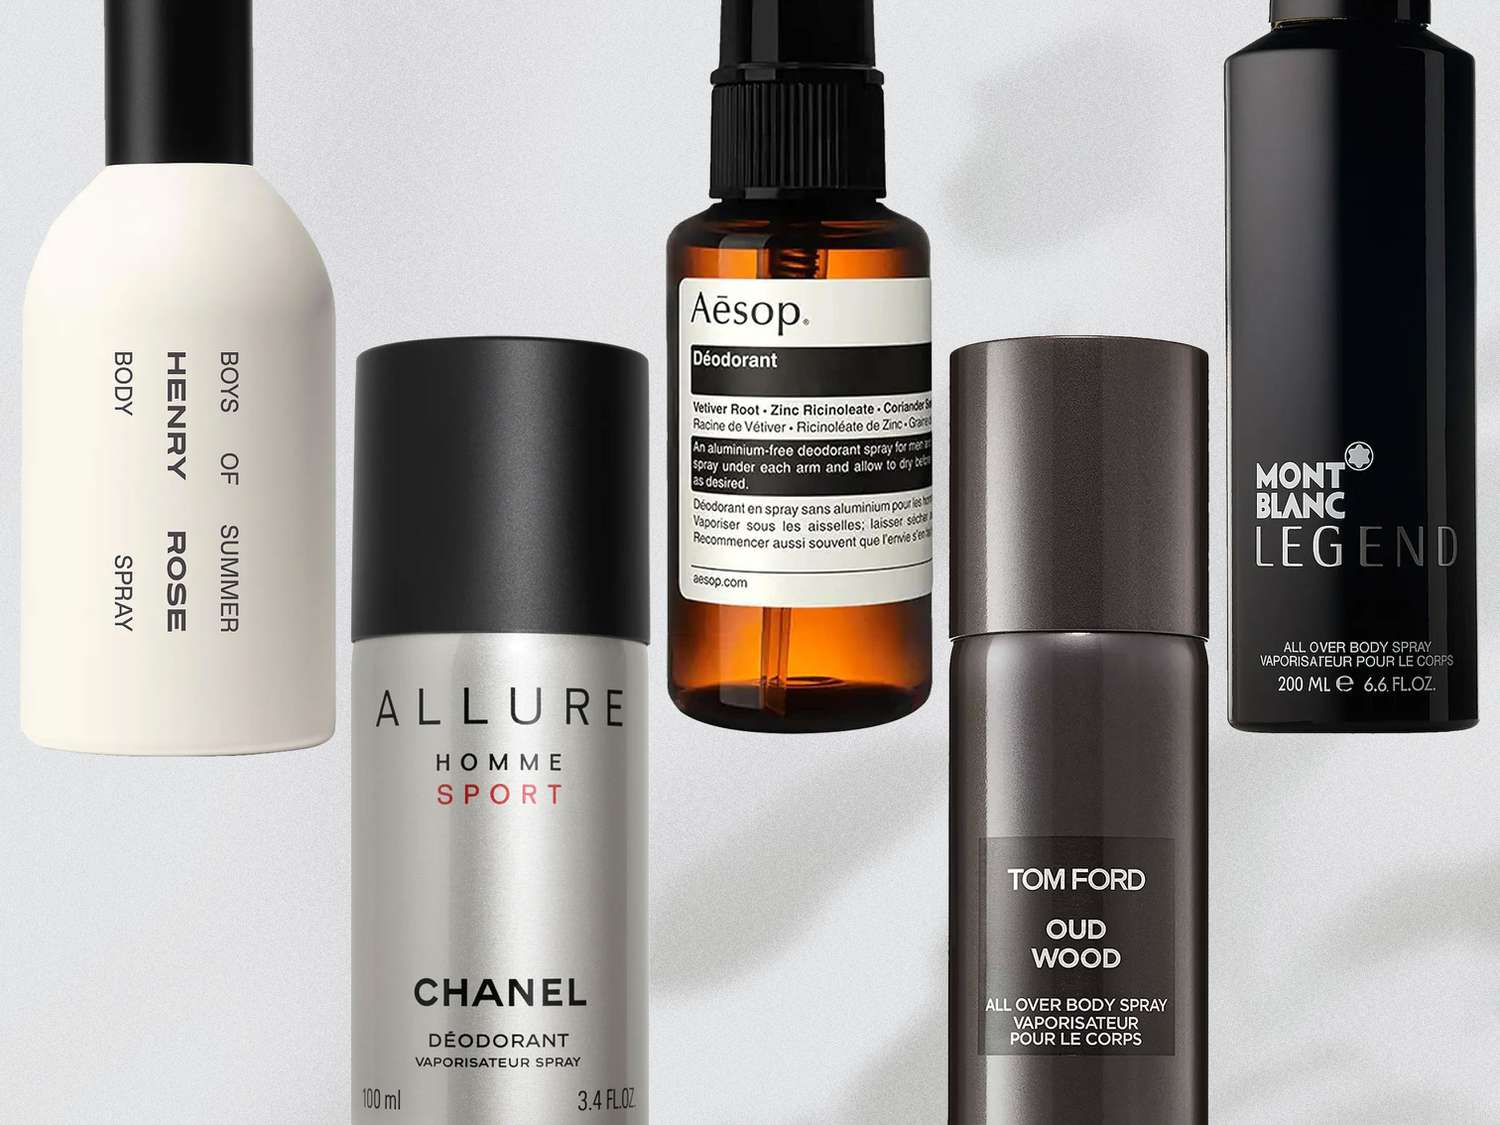 BOYS OF SUMMER
HENRY ROSE
BODY SPRAY
ALLURE
HOMME
SPORT
CHANEL
DÉODORANT
VAPORISATEUR SPRAY
100 ml 3.4 FL.OZ.
Aēsop.
Déodorant
Vetiver Root • Zinc Ricinoleate • Coriander
Racine de Vétiver • Ricinoléate de Zinc •
An aluminium-free deodorant spray for men
spray under each arm and allow to dry
as desired.
Déodorant en spray sans aluminium pour les
Vaporiser sous les aisselles; laisser sécher
Recommencer aussi souvent que l'envie
aesop.com
TOM FORD
OUD
WOOD
ALL OVER BODY SPRAY
VAPORISATEUR
POUR LE CORPS
MONT
BLANC
LEGEND
ALL OVER BODY SPRAY
VAPORISATEUR POUR LE CORPS
200 ML e 6.6. FL.OZ.